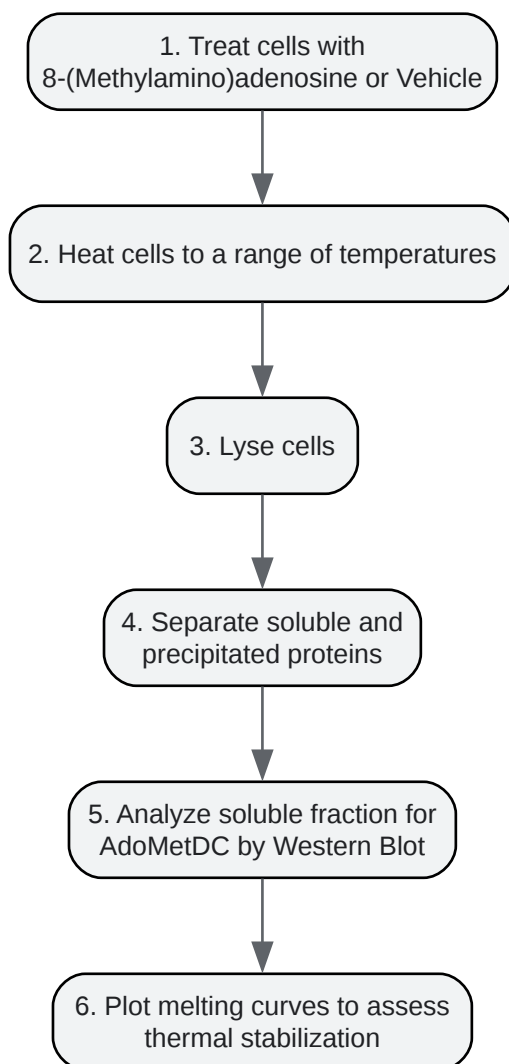 1. Treat cells with
8-(Methylamino)adenosine or Vehicle
2. Heat cells to a range of temperatures
3. Lyse cells
4. Separate soluble and
precipitated proteins
5. Analyze soluble fraction for
AdoMetDC by Western Blot
6. Plot melting curves to assess
thermal stabilization